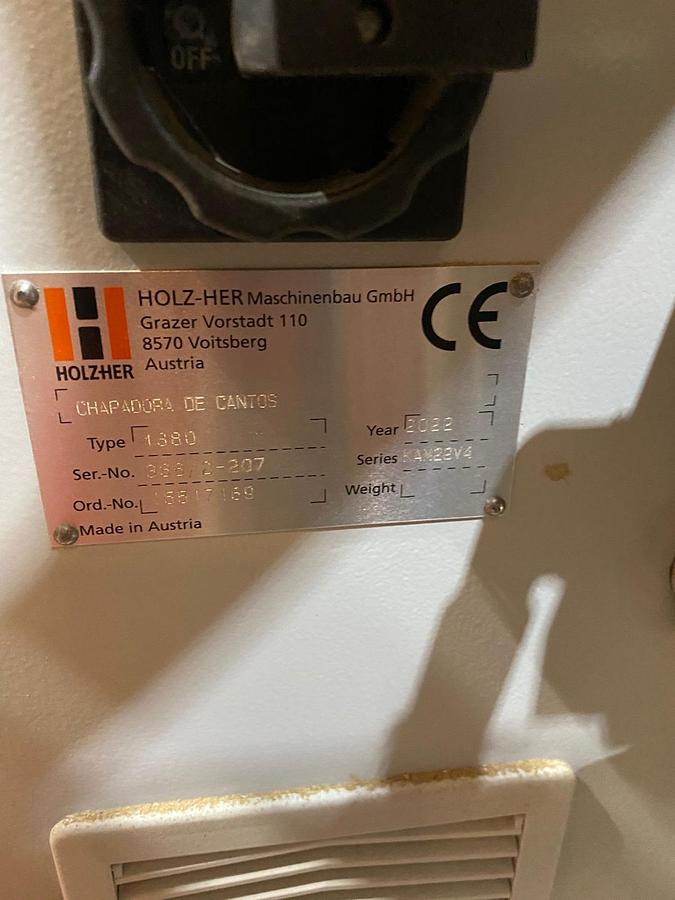 OFF
HOLZHER
HOLZ-HER Maschinenbau GmbH
Grazer Vorstadt 110
8570 Voitsberg
Austria
CE
CHAPADORA DE CANTOS
Type 1380
Year 2022
Ser.-No.
Series KAM22V4
Ord.-No.
Weight
Made in Austria